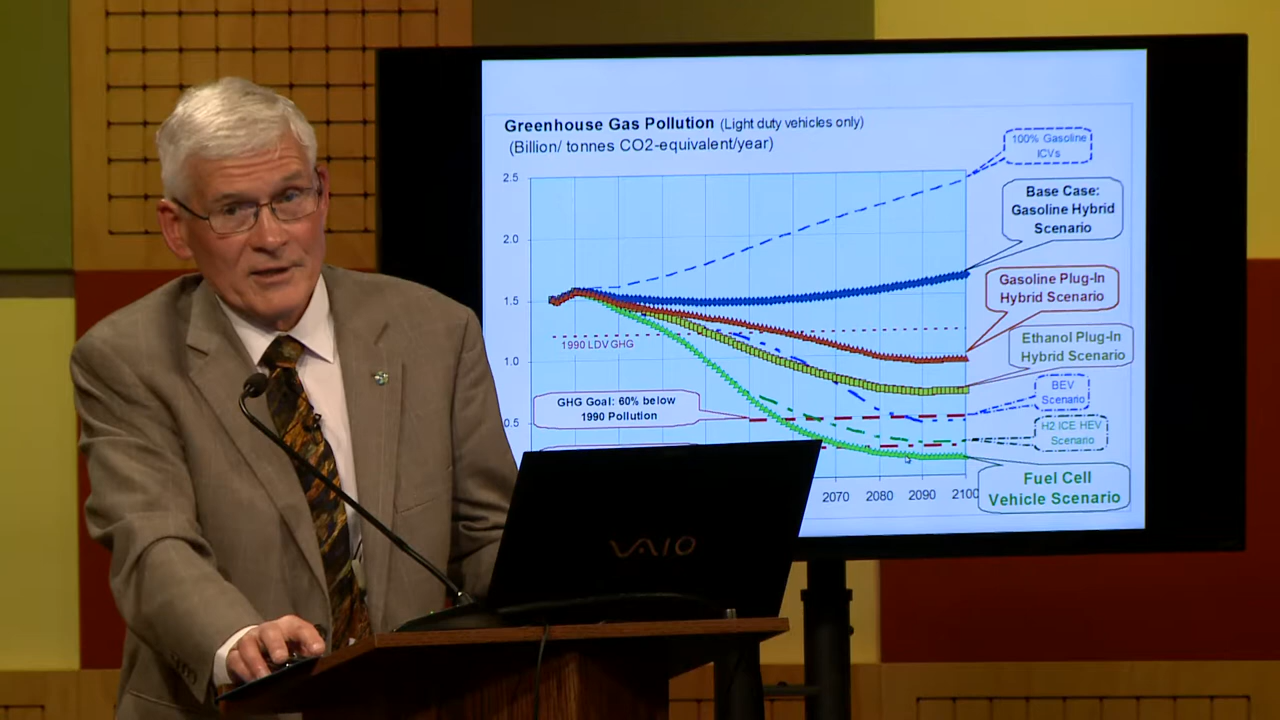 Greenhouse Gas Pollution (Light duty vehicles only)
(Billion/ tonnes CO2-equivalent/year)
100% Gasoline
ICVs
2.5
Base Case:
Gasoline Hybrid
Scenario
2.0
Gasoline Plug-In
Hybrid Scenario
1.5
1990 LDV GHG
Ethanol Plug-In
Hybrid Scenario
1.0
BEV
Scenario
GHG Goal: 60% below
1990 Pollution
0.5
H2 ICE HEV
Scenario
Fuel Cell
Vehicle Scenario
2070 2080 2090 2100
VAIO